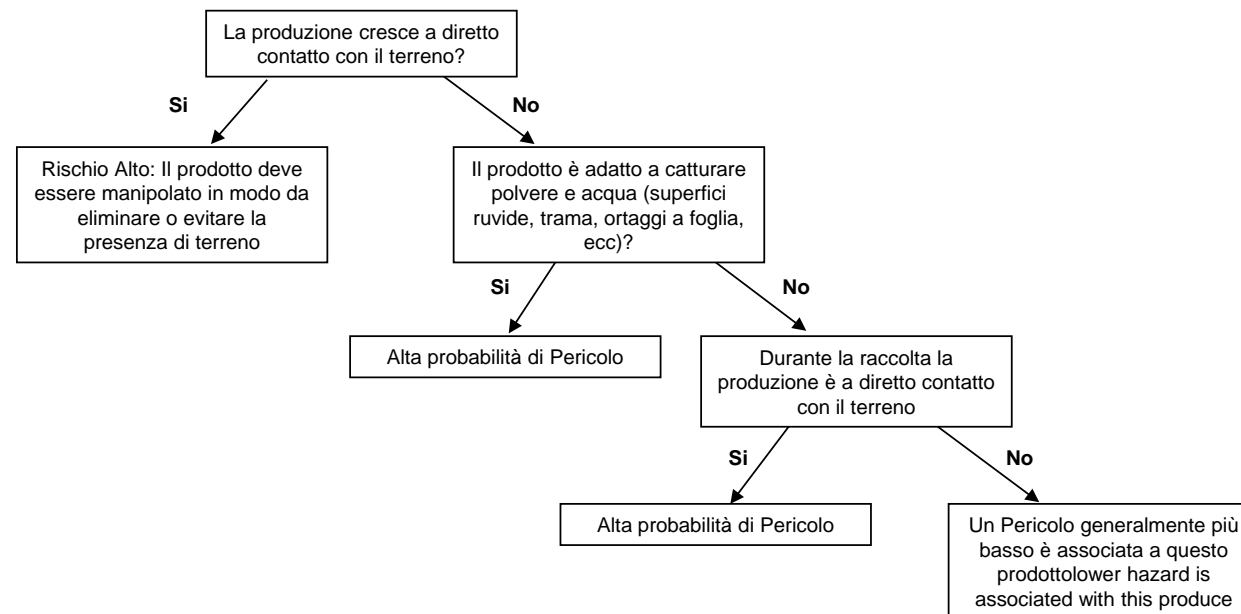 La produzione cresce a diretto
contatto con il terreno?
Si
No
Rischio Alto: Il prodotto deve
essere manipolato in modo da
eliminare o evitare la
presenza di terreno
Il prodotto è adatto a catturare
polvere e acqua (superfici
ruvide, trama, ortaggi a foglia,
ecc)?
Si
No
Alta probabilità di Pericolo
Durante la raccolta la
produzione è a diretto contatto
con il terreno
Si
No
Alta probabilità di Pericolo
Un Pericolo generalmente più
basso è associata a questo
prodottolower hazard is
associated with this produce